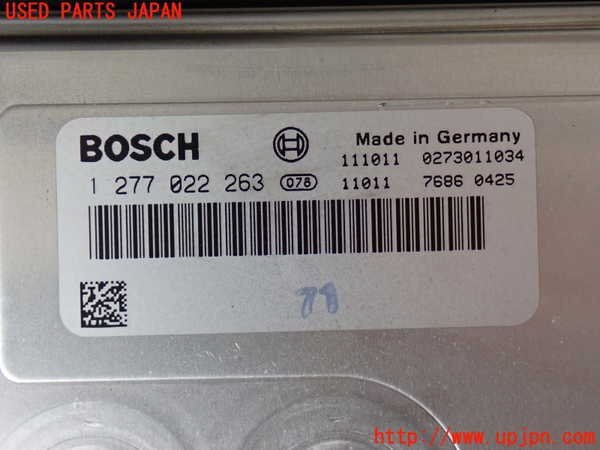 USED PARTS JAPAN
BOSCH Made in Germany
111011 0273011034
1 277 022 263 078 11011 7686 0425
79
http://www.upjpn.com